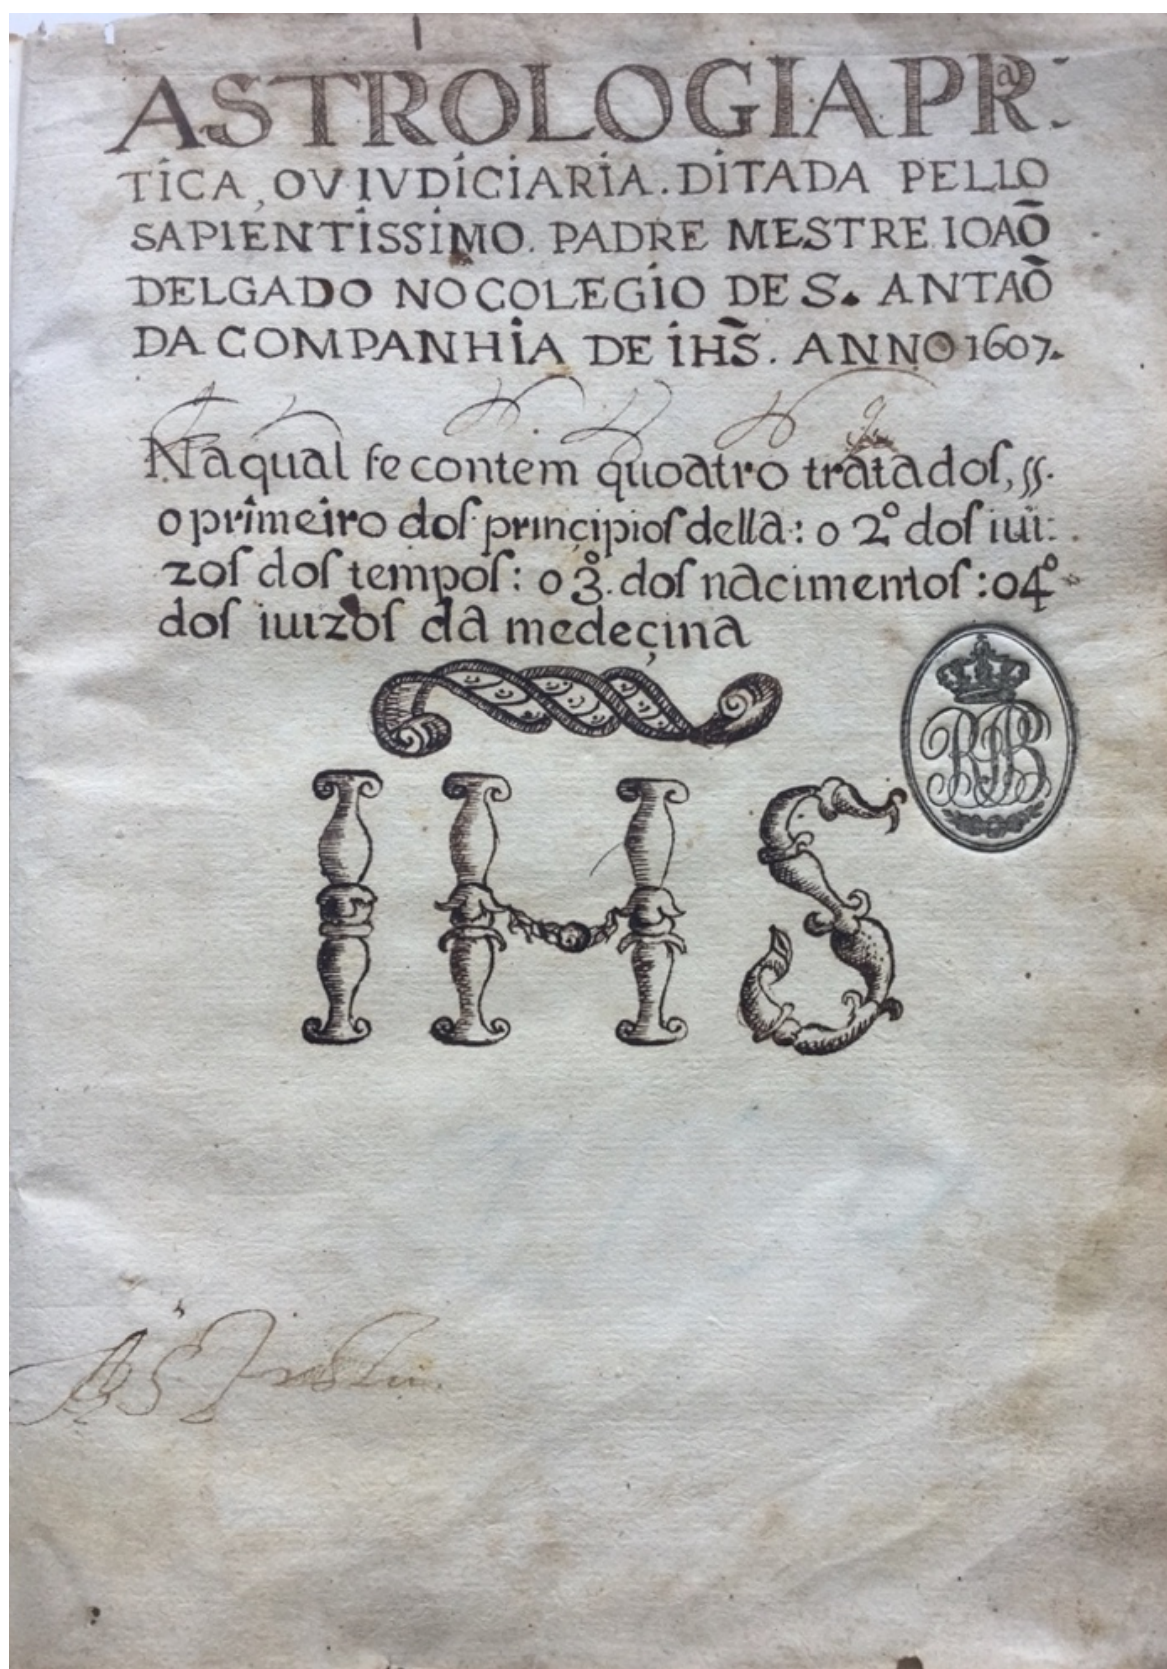 ASTROLOGIA PRª:
TICA, OV IVDICIARIA. DITADA PELLO
SAPIENTISSIMO. PADRE MESTRE IOAÕ
DELGADO NO COLEGIO DE S. ANTAÕ
DA COMPANHIA DE IHS̃. ANNO 1607.
Na qual ſe contem quoatro tratadoſ, ſſ.
o primeiro doſ principioſ della: o 2º doſ iui:
zoſ doſ tempoſ: o 3º. doſ nacimentoſ: o 4º
doſ iuizoſ da medeçina
IHS